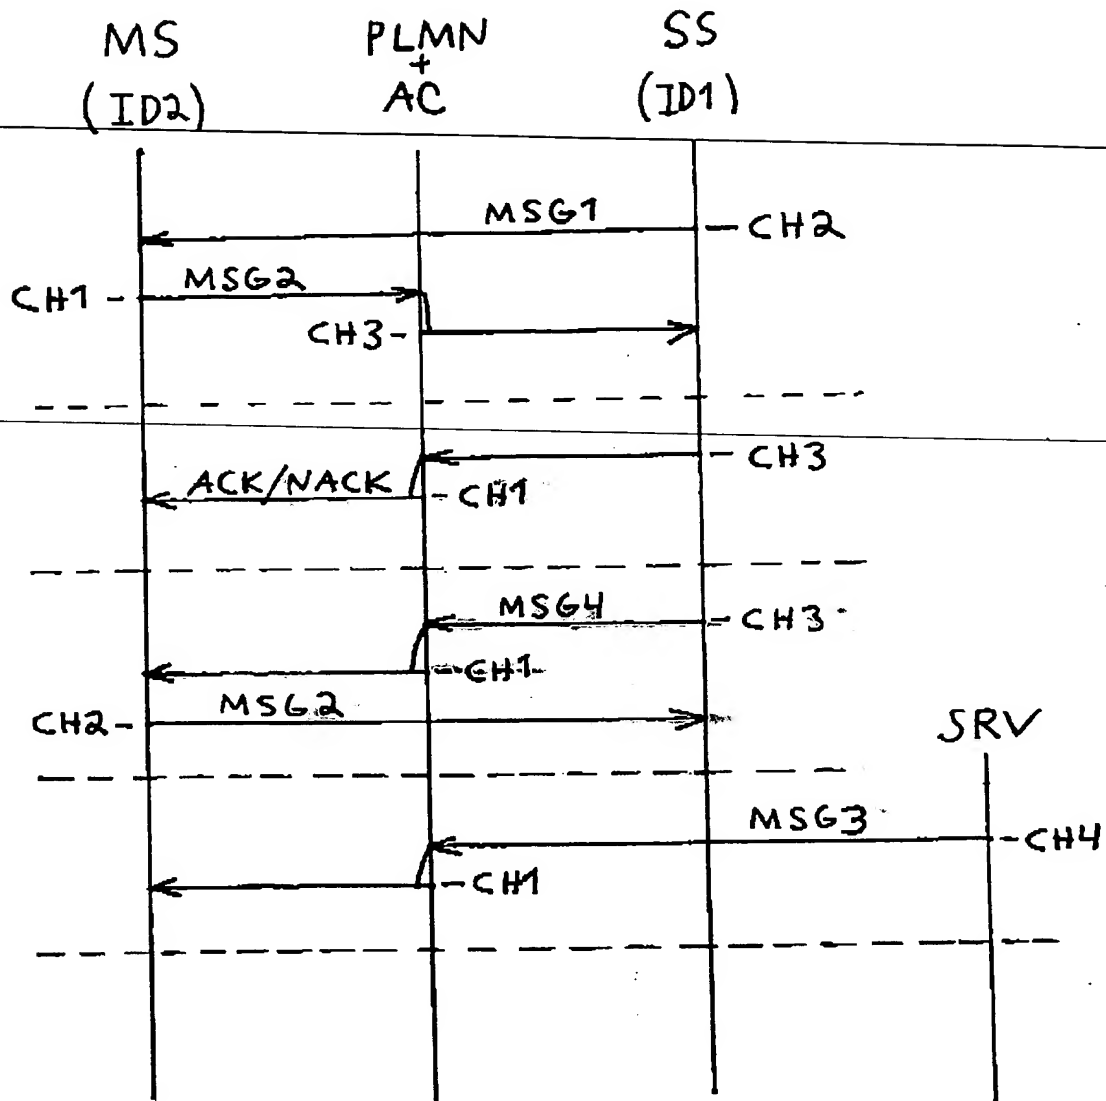 MS PLMN SS
+
(ID2) AC (ID1)
MSG1 - CH2
CH1 - MSG2
CH3-
- CH3
ACK/NACK - CH1
MSG4 - CH3
- CH1
CH2- MSG2
SRV
MSG3 - CH4
- CH1